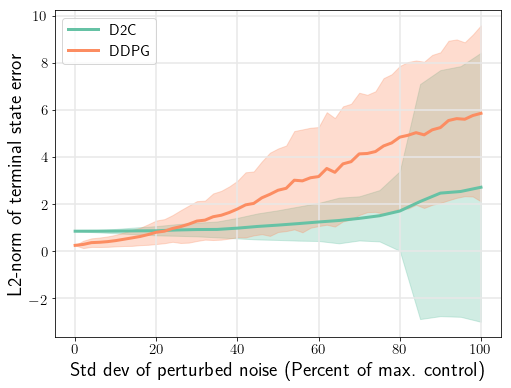 D2C
DDPG
L2-norm of terminal state error
10
8
6
4
2
0
−2
0 20 40 60 80 100
Std dev of perturbed noise (Percent of max. control)